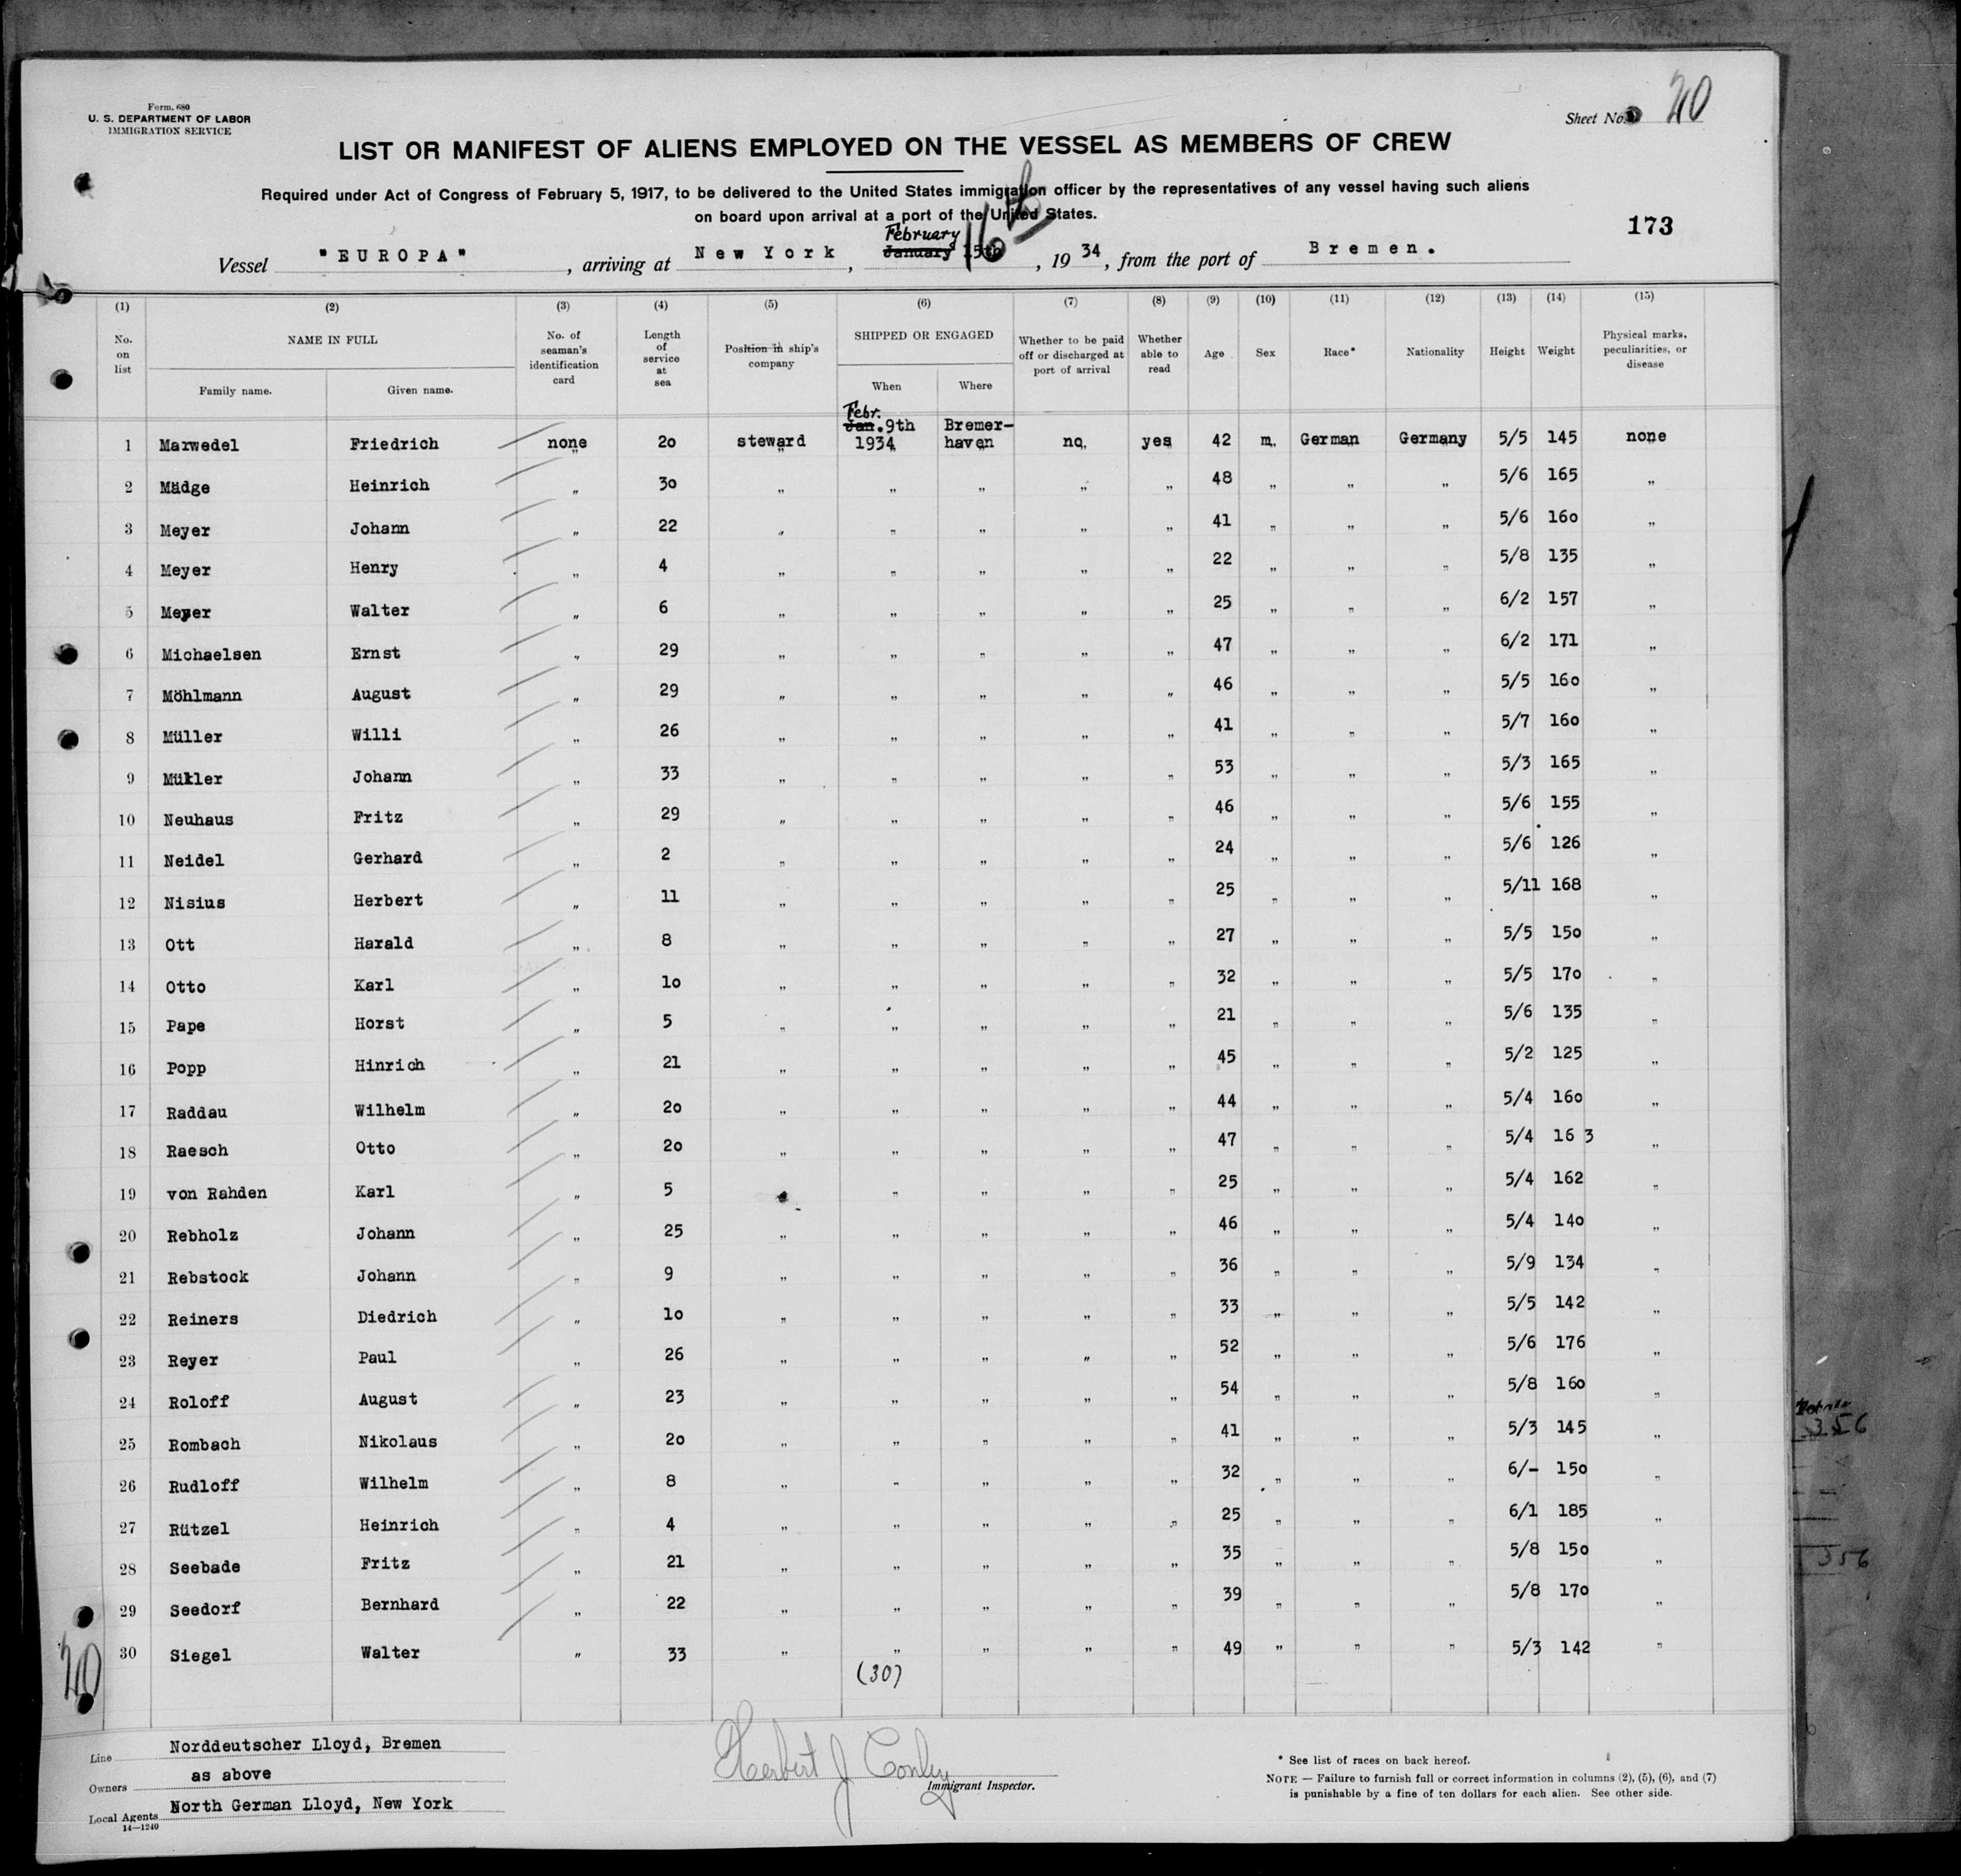 Form. 680
U. S. DEPARTMENT OF LABOR
IMMIGRATION SERVICE
Sheet No. 20
LIST OR MANIFEST OF ALIENS EMPLOYED ON THE VESSEL AS MEMBERS OF CREW
Required under Act of Congress of February 5, 1917, to be delivered to the United States immigration officer by the representatives of any vessel having such aliens
on board upon arrival at a port of the United States.
173
Vessel "EUROPA", arriving at New York, January February 15th 16th, 1934, from the port of Bremen.
(1) (2) (3) (4) (5) (6) (7) (8) (9) (10) (11) (12) (13) (14) (15)
No. on list NAME IN FULL Family name. Given name. No. of seaman's identification card Length of service at sea Position in ship's company SHIPPED OR ENGAGED When Where Whether to be paid off or discharged at port of arrival Whether able to read Age Sex Race* Nationality Height Weight Physical marks, peculiarities, or disease
1 Marwedel Friedrich none 20 steward Jan. Febr. 9th 1934 Bremerhaven no yes 42 m. German Germany 5/5 145 none
2 Mädge Heinrich „ 30 „ „ „ „ „ 48 „ „ „ 5/6 165 „
3 Meyer Johann „ 22 „ „ „ „ „ 41 „ „ „ 5/6 160 „
4 Meyer Henry „ 4 „ „ „ „ „ 22 „ „ „ 5/8 135 „
5 Meyer Walter „ 6 „ „ „ „ „ 25 „ „ „ 6/2 157 „
6 Michaelsen Ernst „ 29 „ „ „ „ „ 47 „ „ „ 6/2 171 „
7 Möhlmann August „ 29 „ „ „ „ „ 46 „ „ „ 5/5 160 „
8 Müller Willi „ 26 „ „ „ „ „ 41 „ „ „ 5/7 160 „
9 Müller Johann „ 33 „ „ „ „ „ 53 „ „ „ 5/3 165 „
10 Neuhaus Fritz „ 29 „ „ „ „ „ 46 „ „ „ 5/6 155 „
11 Neidel Gerhard „ 2 „ „ „ „ „ 24 „ „ „ 5/6 126 „
12 Nisius Herbert „ 11 „ „ „ „ „ 25 „ „ „ 5/11 168 „
13 Ott Harald „ 8 „ „ „ „ „ 27 „ „ „ 5/5 150 „
14 Otto Karl „ 10 „ „ „ „ „ 32 „ „ „ 5/5 170 „
15 Pape Horst „ 5 „ „ „ „ „ 21 „ „ „ 5/6 135 „
16 Popp Hinrich „ 21 „ „ „ „ „ 45 „ „ „ 5/2 125 „
17 Raddau Wilhelm „ 20 „ „ „ „ „ 44 „ „ „ 5/4 160 „
18 Raesch Otto „ 20 „ „ „ „ „ 47 „ „ „ 5/4 16 3 „
19 von Rahden Karl „ 5 „ „ „ „ „ 25 „ „ „ 5/4 162 „
20 Rebholz Johann „ 25 „ „ „ „ „ 46 „ „ „ 5/4 140 „
21 Rebstock Johann „ 9 „ „ „ „ „ 36 „ „ „ 5/9 134 „
22 Reiners Diedrich „ 10 „ „ „ „ „ 33 „ „ „ 5/5 142 „
23 Reyer Paul „ 26 „ „ „ „ „ 52 „ „ „ 5/6 176 „
24 Roloff August „ 23 „ „ „ „ „ 54 „ „ „ 5/8 160 „
25 Rombach Nikolaus „ 20 „ „ „ „ „ 41 „ „ „ 5/3 145 „
26 Rudloff Wilhelm „ 8 „ „ „ „ „ 32 „ „ „ 6/- 150 „
27 Rützel Heinrich „ 4 „ „ „ „ „ 25 „ „ „ 6/1 185 „
28 Seebade Fritz „ 21 „ „ „ „ „ 35 „ „ „ 5/8 150 „
29 Seedorf Bernhard „ 22 „ „ „ „ „ 39 „ „ „ 5/8 170 „
30 Siegel Walter „ 33 „ „ „ „ „ 49 „ „ „ 5/3 142 „
(30)
20
356
356
Line Norddeutscher Lloyd, Bremen
Owners as above
Local Agents North German Lloyd, New York
14—1240
Herbert J Conley
Immigrant Inspector.
* See list of races on back hereof.
NOTE — Failure to furnish full or correct information in columns (2), (5), (6), and (7)
is punishable by a fine of ten dollars for each alien. See other side.